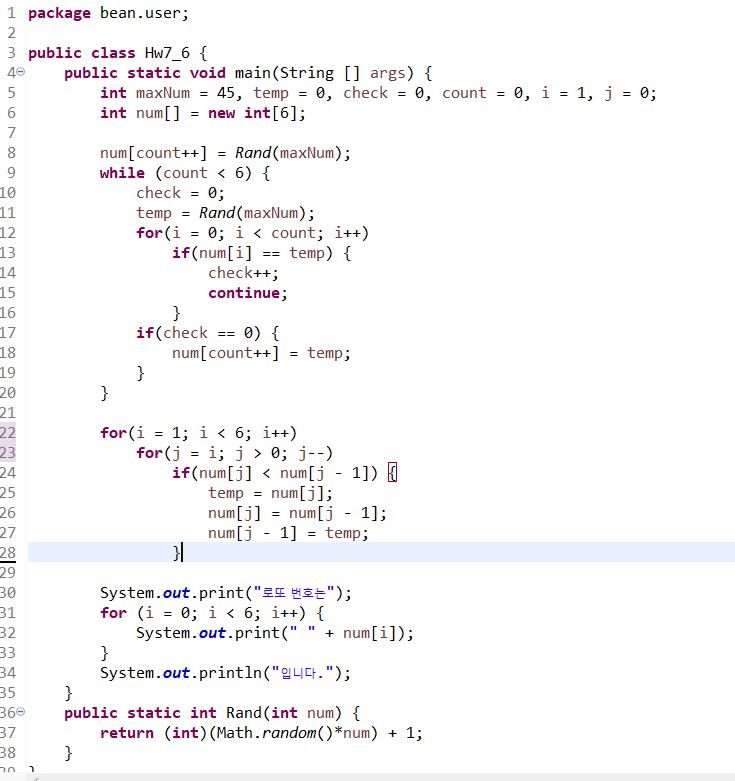 1 package bean.user;
2
3 public class Hw7_6 {
4 public static void main(String [] args) {
5 int maxNum = 45, temp = 0, check = 0, count = 0, i = 1, j = 0;
6 int num[] = new int[6];
7
8 num[count++] = Rand(maxNum);
9 while (count < 6) {
10 check = 0;
11 temp = Rand(maxNum);
12 for(i = 0; i < count; i++)
13 if(num[i] == temp) {
14 check++;
15 continue;
16 }
17 if(check == 0) {
18 num[count++] = temp;
19 }
20 }
21
22 for(i = 1; i < 6; i++)
23 for(j = i; j > 0; j--)
24 if(num[j] < num[j - 1]) {
25 temp = num[j];
26 num[j] = num[j - 1];
27 num[j - 1] = temp;
28 }
29
30 System.out.print("로또 번호는");
31 for (i = 0; i < 6; i++) {
32 System.out.print(" " + num[i]);
33 }
34 System.out.println("입니다.");
35 }
36 public static int Rand(int num) {
37 return (int)(Math.random()*num) + 1;
38 }